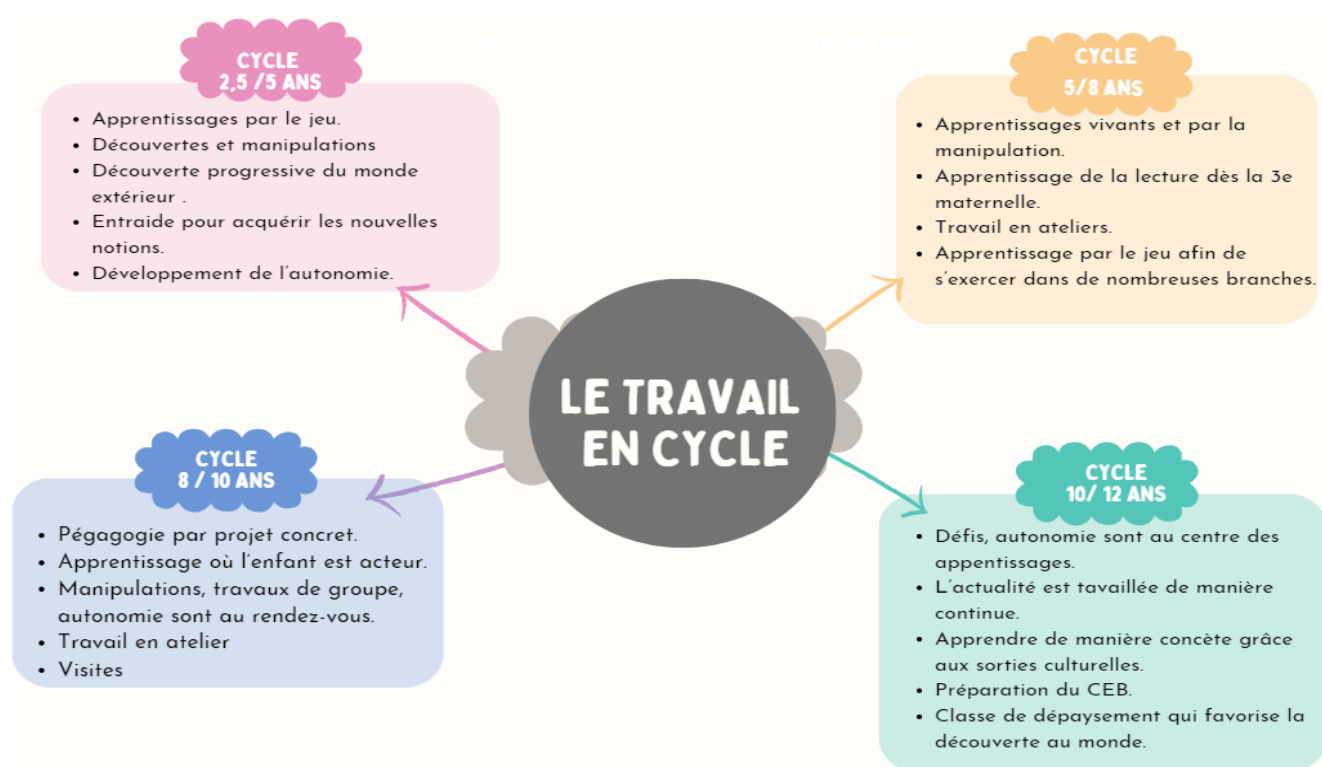 CYCLE
2,5 /5 ANS
• Apprentissages par le jeu.
• Découvertes et manipulations
• Découverte progressive du monde
extérieur .
• Entraide pour acquérir les nouvelles
notions.
• Développement de l'autonomie.
CYCLE
5/8 ANS
• Apprentissages vivants et par la
manipulation.
• Apprentissage de la lecture dès la 3e
maternelle.
• Travail en ateliers.
• Apprentissage par le jeu afin de
s'exercer dans de nombreuses branches.
LE TRAVAIL
EN CYCLE
CYCLE
8 / 10 ANS
• Pégagogie par projet concret.
• Apprentissage où l'enfant est acteur.
• Manipulations, travaux de groupe,
autonomie sont au rendez-vous.
• Travail en atelier
• Visites
CYCLE
10/ 12 ANS
• Défis, autonomie sont au centre des
appentissages.
• L'actualité est tavaillée de manière
continue.
• Apprendre de manière concète grâce
aux sorties culturelles.
• Préparation du CEB.
• Classe de dépaysement qui favorise la
découverte au monde.